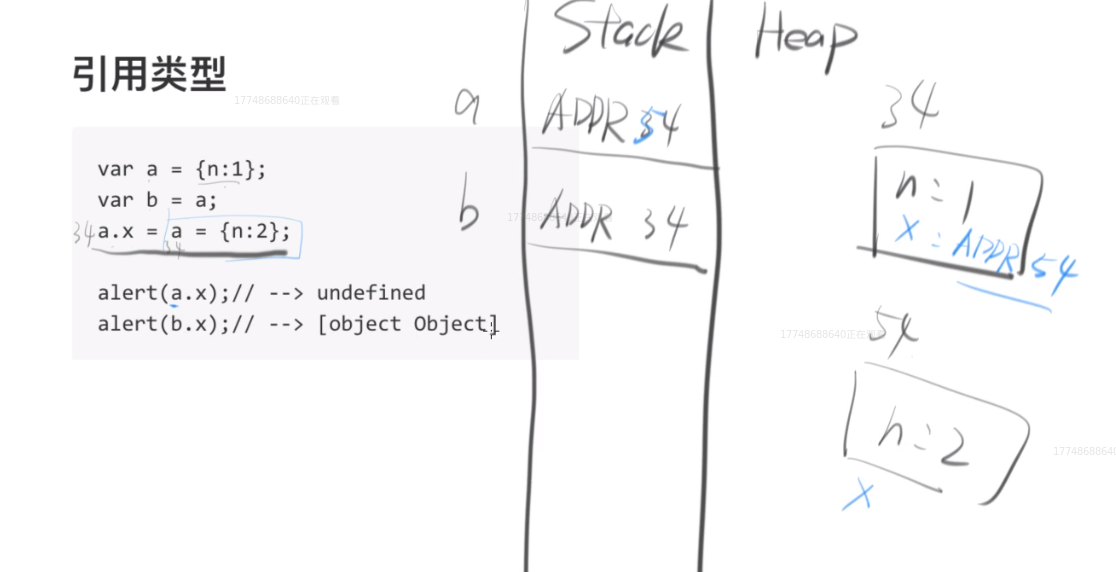 Stack
Heap
引用类型
17748688640正在观看
a
ADDR 54
34
var a = {n:1};
n:1
var b = a;
b
ADDR 34
x:ADDR 54
34
a.x = a = {n:2};
34
alert(a.x);// --> undefined
alert(b.x);// --> [object Object]
17748688640正在观看
54
n:2
1774868864
x